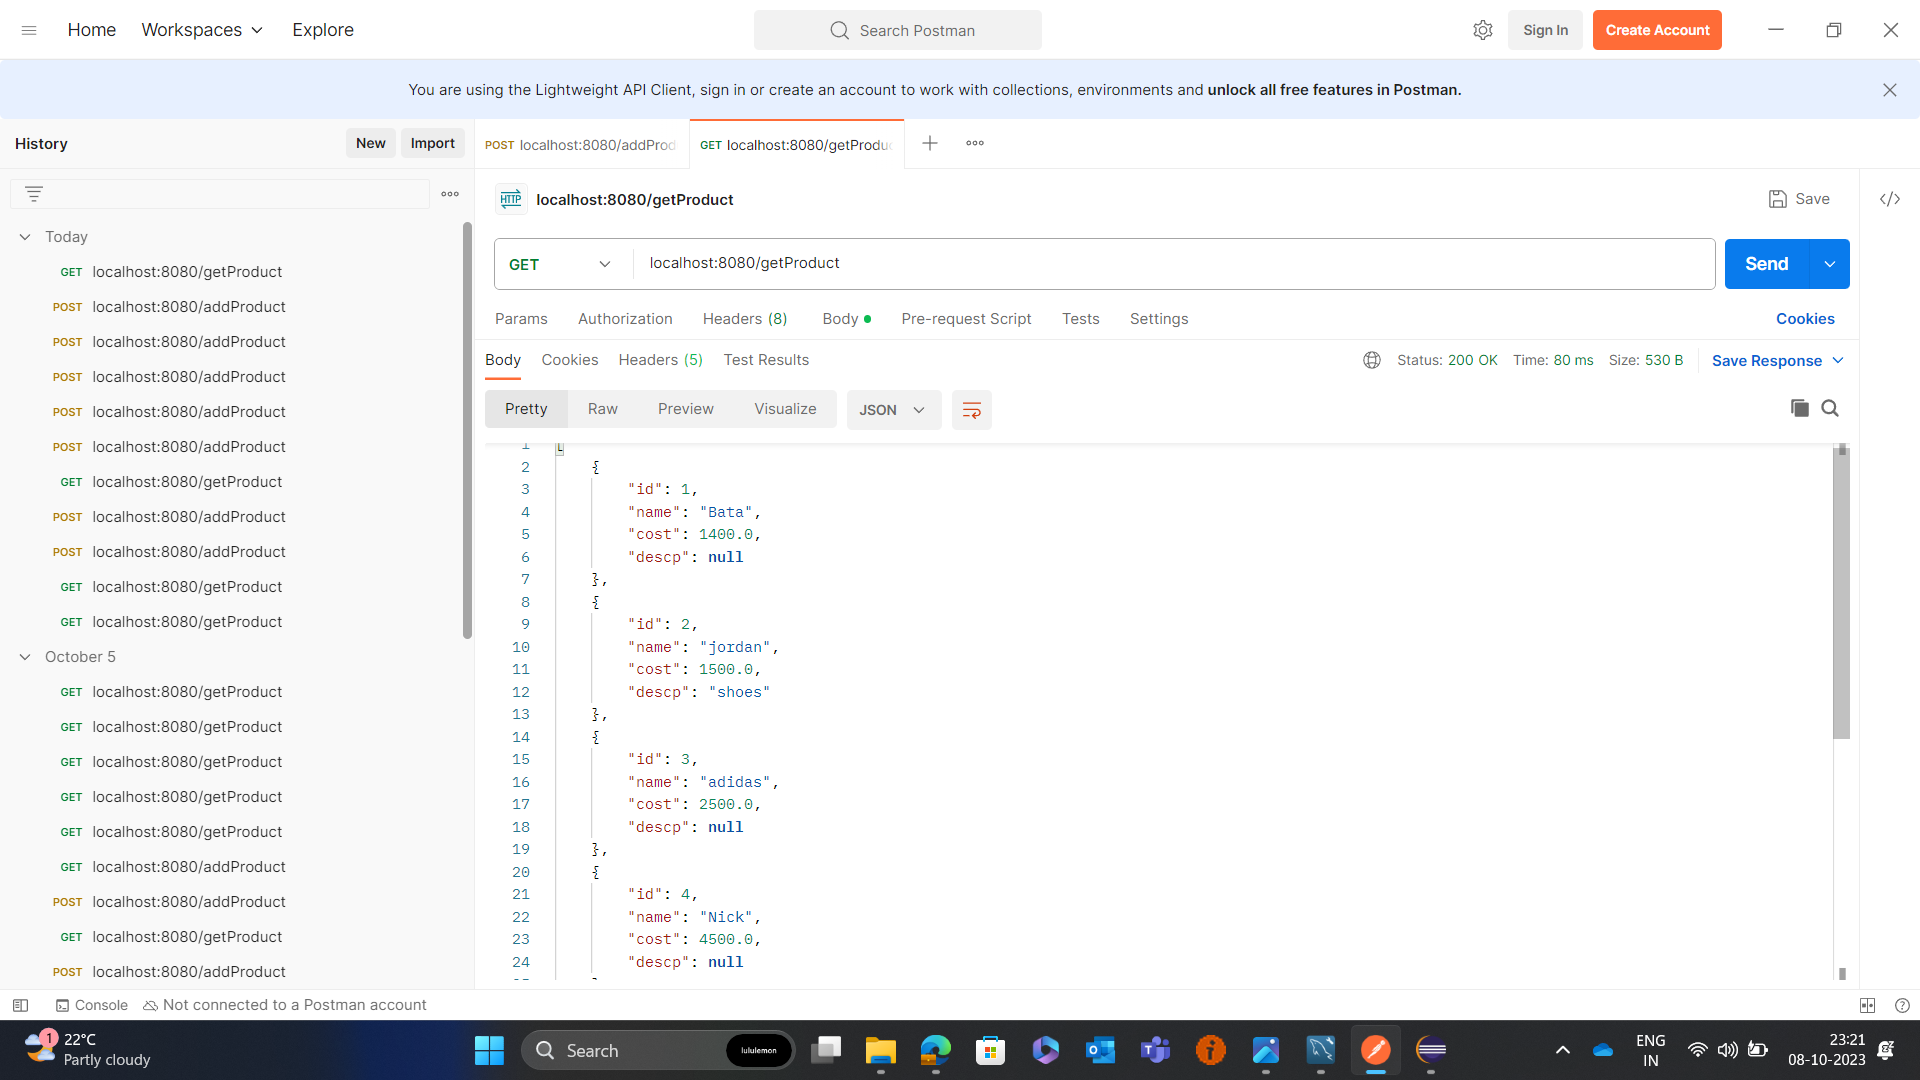 Home
Workspaces
Explore
Search Postman
Sign In
Create Account
You are using the Lightweight API Client, sign in or create an account to work with collections, environments and unlock all free features in Postman.
History
New
Import
POST localhost:8080/addProd
GET localhost:8080/getProdu
HTTP localhost:8080/getProduct
Save
</>
Today
GET localhost:8080/getProduct
POST localhost:8080/addProduct
POST localhost:8080/addProduct
POST localhost:8080/addProduct
POST localhost:8080/addProduct
POST localhost:8080/addProduct
GET localhost:8080/getProduct
POST localhost:8080/addProduct
POST localhost:8080/addProduct
GET localhost:8080/getProduct
GET localhost:8080/getProduct
October 5
GET localhost:8080/getProduct
GET localhost:8080/getProduct
GET localhost:8080/getProduct
GET localhost:8080/getProduct
GET localhost:8080/getProduct
GET localhost:8080/addProduct
POST localhost:8080/addProduct
GET localhost:8080/getProduct
POST localhost:8080/addProduct
GET
localhost:8080/getProduct
Send
Params Authorization Headers (8) Body Pre-request Script Tests Settings
Cookies
Body Cookies Headers (5) Test Results
Status: 200 OK Time: 80 ms Size: 530 B
Save Response
Pretty Raw Preview Visualize
JSON
1 [
2 {
3 "id": 1,
4 "name": "Bata",
5 "cost": 1400.0,
6 "descp": null
7 },
8 {
9 "id": 2,
10 "name": "jordan",
11 "cost": 1500.0,
12 "descp": "shoes"
13 },
14 {
15 "id": 3,
16 "name": "adidas",
17 "cost": 2500.0,
18 "descp": null
19 },
20 {
21 "id": 4,
22 "name": "Nick",
23 "cost": 4500.0,
24 "descp": null
Console
Not connected to a Postman account
1
22°C
Partly cloudy
Search
lululemon
ENG
IN
23:21
08-10-2023